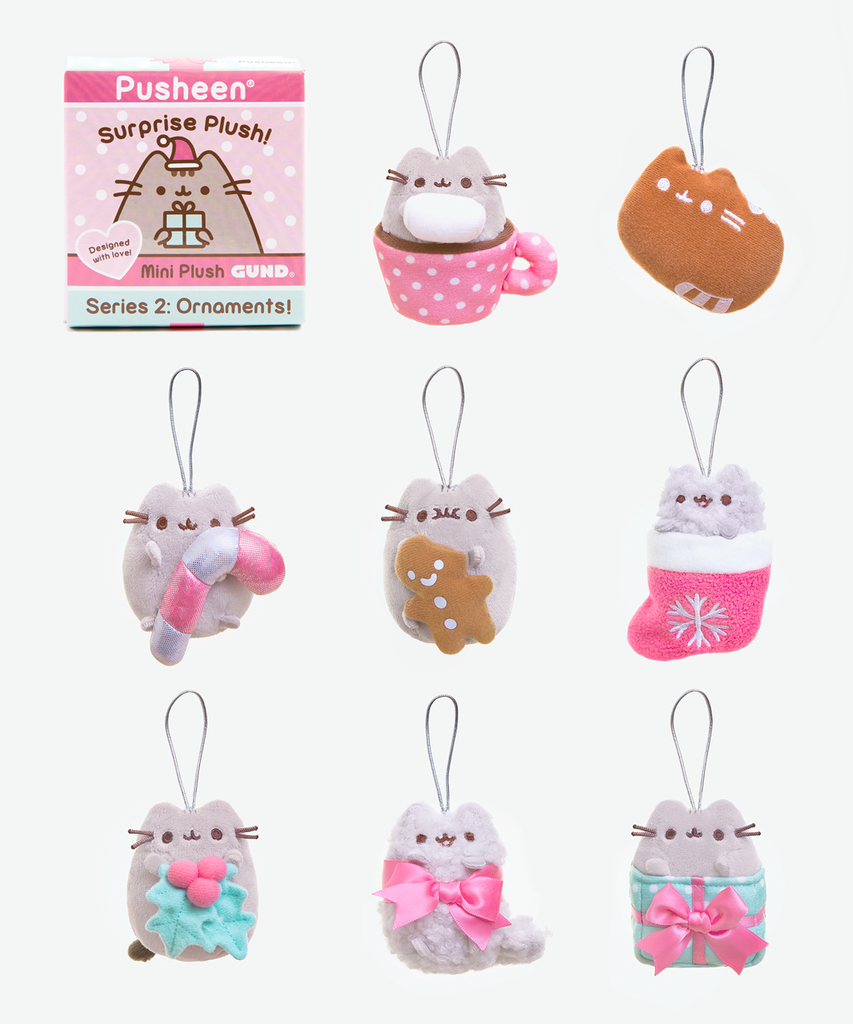 Pusheen®
Surprise Plush!
Designed
with love!
Mini Plush GUND®
Series 2: Ornaments!